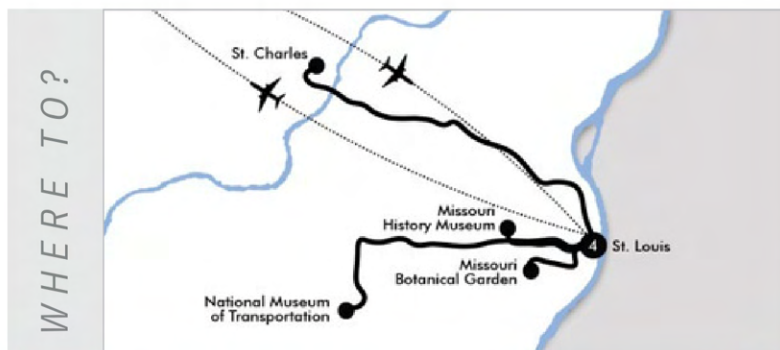 WHERE TO?
St. Charles
Missouri
History Museum
4
St. Louis
Missouri
Botanical Garden
National Museum
of Transportation